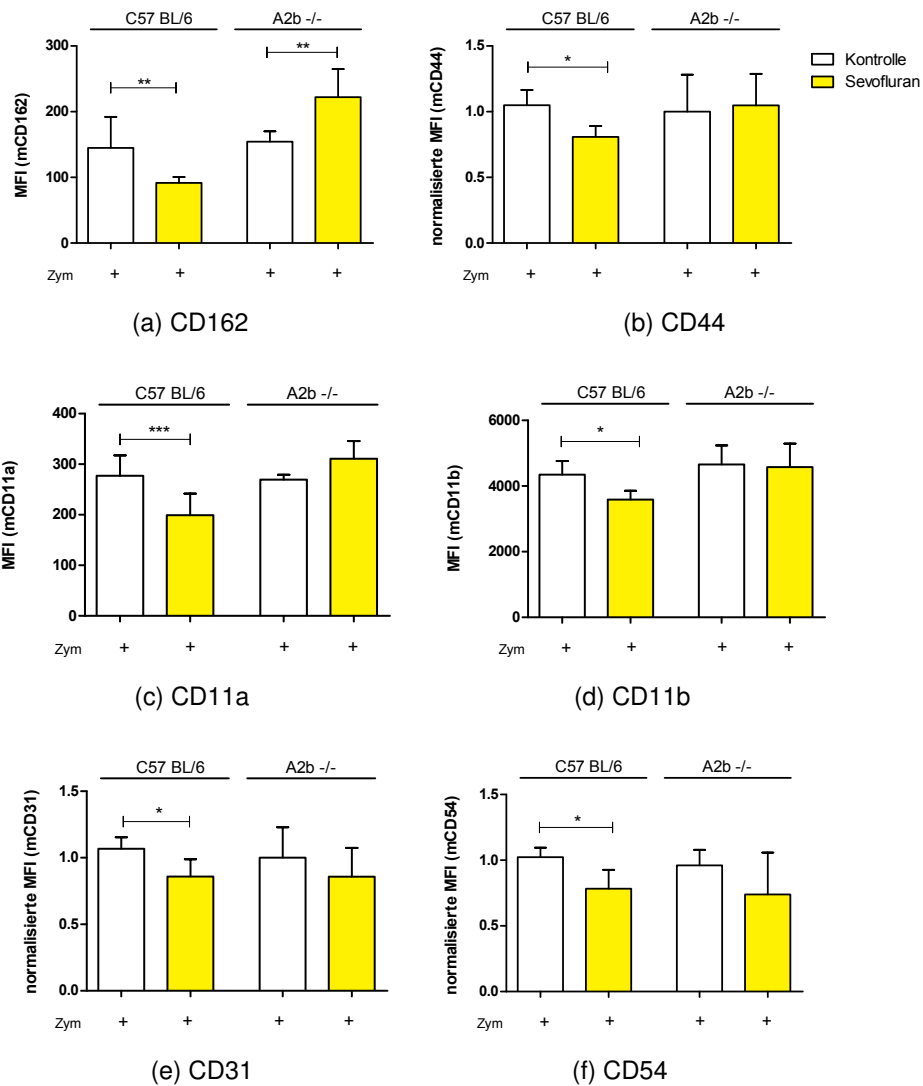 C57 BL/6 A2b -/-
300
200
100
0
MFI (mCD162)
** **
Zym + + + +
(a) CD162
C57 BL/6 A2b -/-
1.5
1.0
0.5
0.0
normalisierte MFI (mCD44)
*
Zym + + + +
(b) CD44
Kontrolle
Sevofluran
C57 BL/6 A2b -/-
400
300
200
100
0
MFI (mCD11a)
***
Zym + + + +
(c) CD11a
C57 BL/6 A2b -/-
6000
4000
2000
0
MFI (mCD11b)
*
Zym + + + +
(d) CD11b
C57 BL/6 A2b -/-
1.5
1.0
0.5
0.0
normalisierte MFI (mCD31)
*
Zym + + + +
(e) CD31
C57 BL/6 A2b -/-
1.5
1.0
0.5
0.0
normalisierte MFI (mCD54)
*
Zym + + + +
(f) CD54